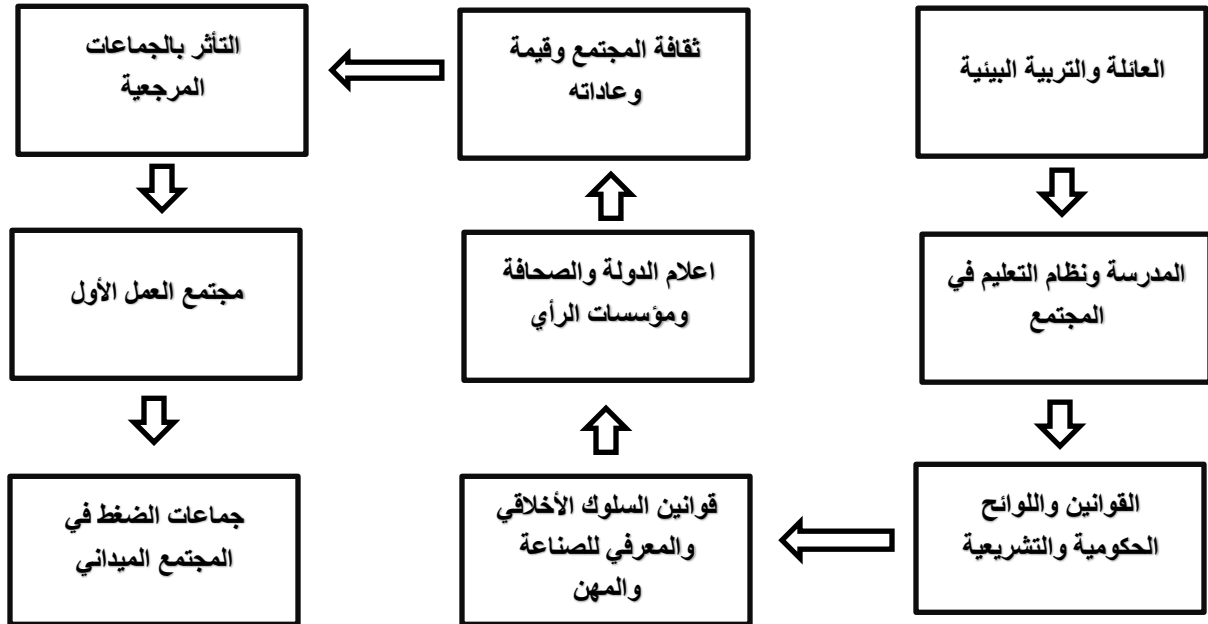 العائلة والتربية البيئية
المدرسة ونظام التعليم في
المجتمع
القوانين واللوائح
الحكومية والتشريعية
قوانين السلوك الأخلاقي
والمعرفي للصناعة
والمهن
اعلام الدولة والصحافة
ومؤسسات الرأي
ثقافة المجتمع وقيمة
وعاداته
التأثر بالجماعات
المرجعية
مجتمع العمل الأول
جماعات الضغط في
المجتمع الميداني